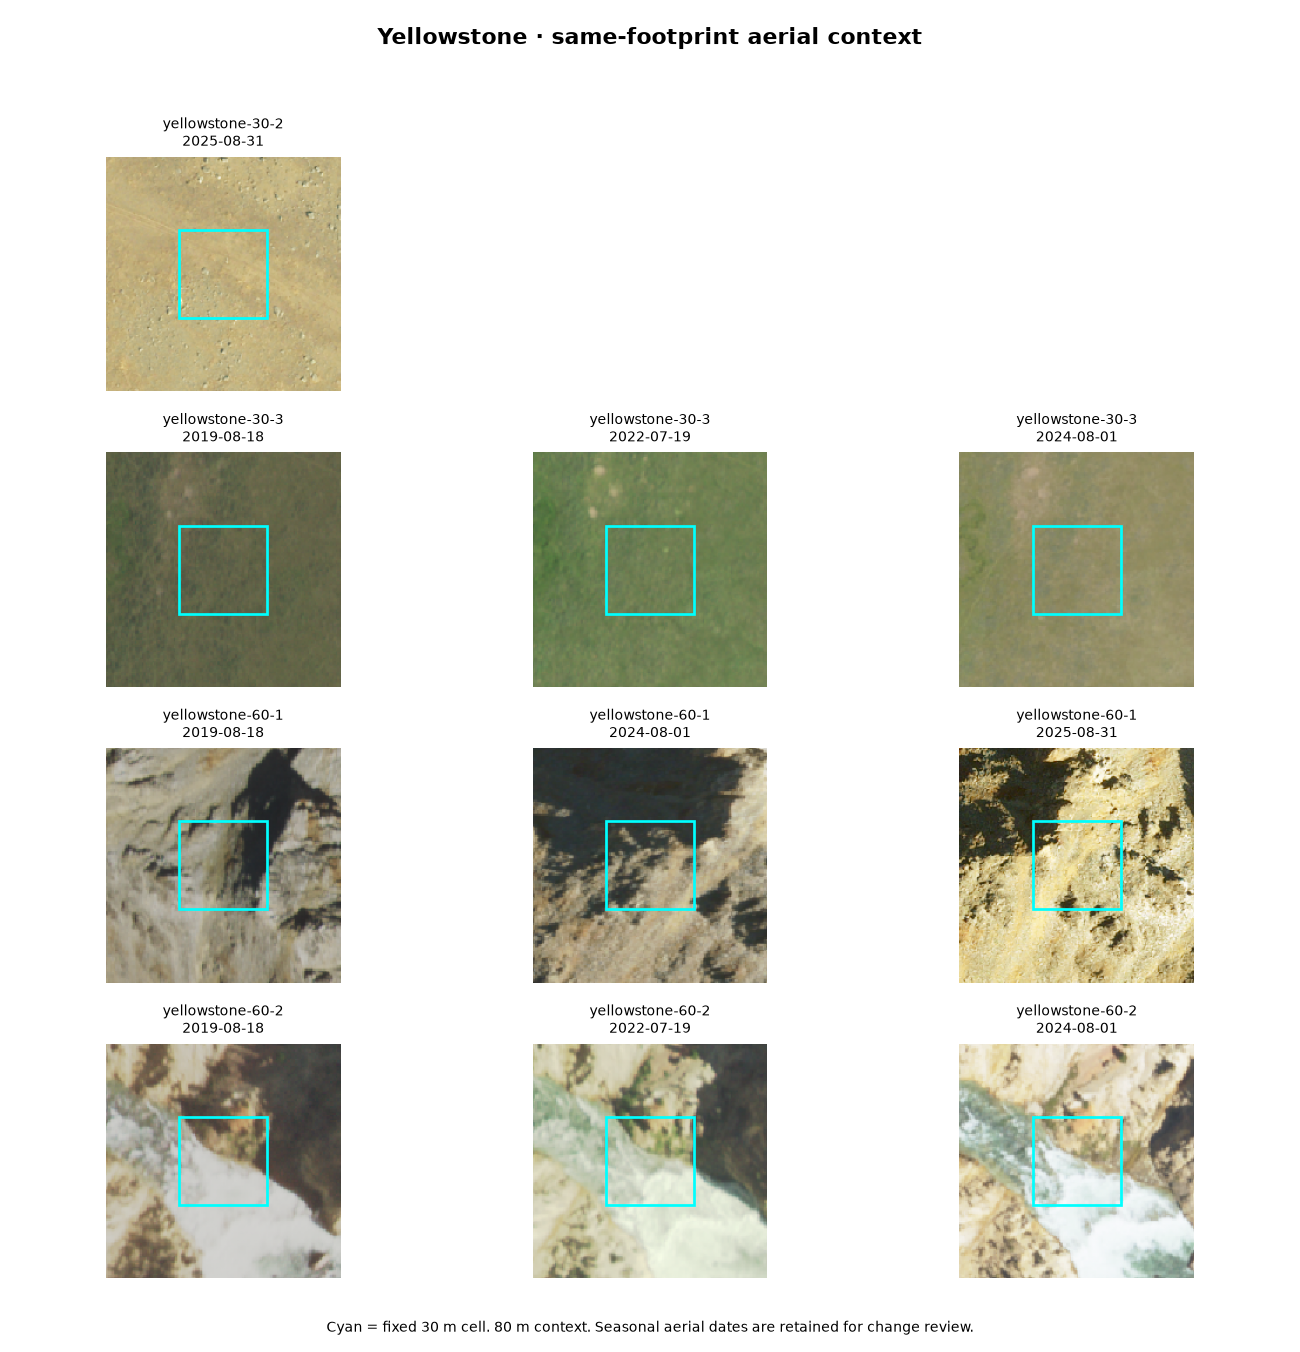 Yellowstone · same-footprint aerial context
yellowstone-30-2
2025-08-31
yellowstone-30-3
2019-08-18
yellowstone-30-3
2022-07-19
yellowstone-30-3
2024-08-01
yellowstone-60-1
2019-08-18
yellowstone-60-1
2024-08-01
yellowstone-60-1
2025-08-31
yellowstone-60-2
2019-08-18
yellowstone-60-2
2022-07-19
yellowstone-60-2
2024-08-01
Cyan = fixed 30 m cell. 80 m context. Seasonal aerial dates are retained for change review.